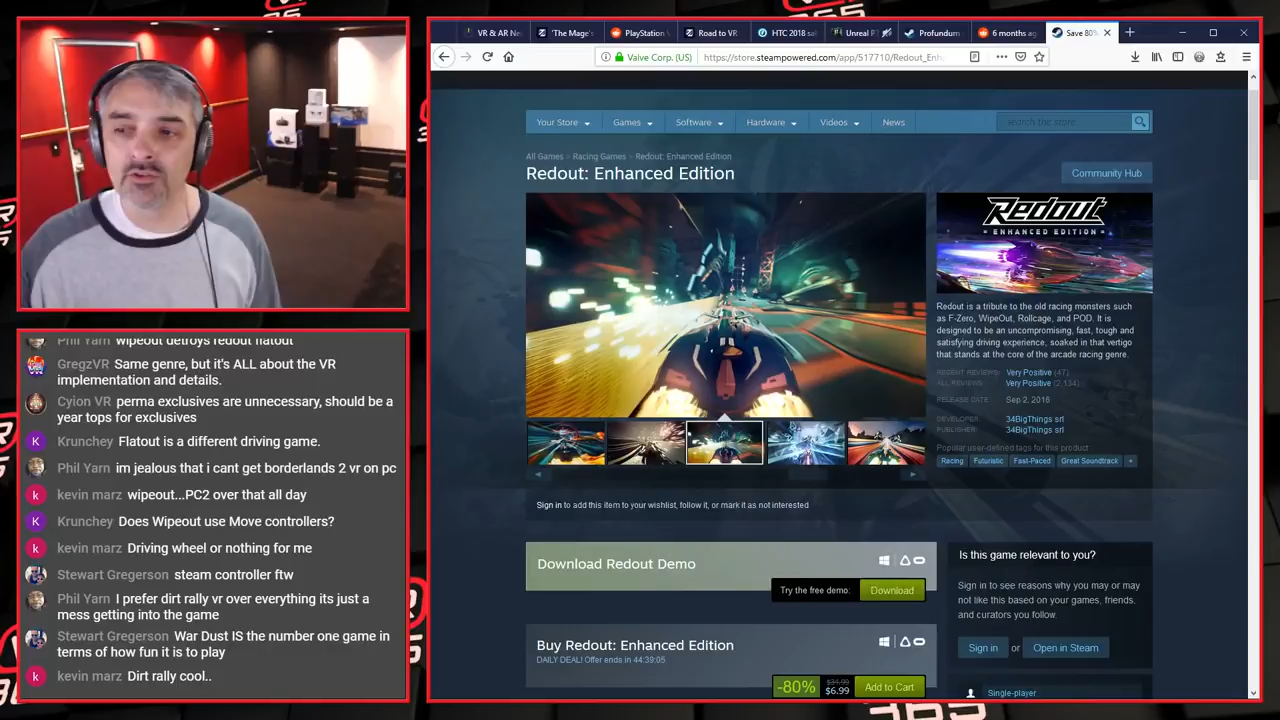 VR & AR Ne
'The Mage's
PlayStation V
Road to VR
HTC 2018 sal
Unreal P
Profundum
6 months ag
Save 80%
Valve Corp. (US)
https://store.steampowered.com/app/517710/Redout_Enh
Your Store
Games
Software
Hardware
Videos
News
search the store
All Games > Racing Games > Redout: Enhanced Edition
Redout: Enhanced Edition
Community Hub
Redout
= ENHANCED EDITION =
Redout is a tribute to the old racing monsters such
as F-Zero, WipeOut, Rollcage, and POD. It is
designed to be an uncompromising, fast, tough and
satisfying driving experience, soaked in that vertigo
that stands at the core of the arcade racing genre.
RECENT REVIEWS: Very Positive (47)
ALL REVIEWS: Very Positive (2,134)
RELEASE DATE: Sep 2, 2016
DEVELOPER: 34BigThings srl
PUBLISHER: 34BigThings srl
Popular user-defined tags for this product:
Racing Futuristic Fast-Paced Great Soundtrack +
Sign in to add this item to your wishlist, follow it, or mark it as not interested
Download Redout Demo
Try the free demo: Download
Buy Redout: Enhanced Edition
DAILY DEAL! Offer ends in 44:39:05
-80% $34.99 $6.99 Add to Cart
Is this game relevant to you?
Sign in to see reasons why you may or may
not like this based on your games, friends,
and curators you follow.
Sign in or Open in Steam
Single-player
Phil Yarn wipeout detroys redout flatout
GregzVR Same genre, but it's ALL about the VR
implementation and details.
Cyion VR perma exclusives are unnecessary, should be a
year tops for exclusives
K Krunchey Flatout is a different driving game.
Phil Yarn im jealous that i cant get borderlands 2 vr on pc
k kevin marz wipeout...PC2 over that all day
K Krunchey Does Wipeout use Move controllers?
k kevin marz Driving wheel or nothing for me
Stewart Gregerson steam controller ftw
Phil Yarn I prefer dirt rally vr over everything its just a
mess getting into the game
Stewart Gregerson War Dust IS the number one game in
terms of how fun it is to play
k kevin marz Dirt rally cool..
365